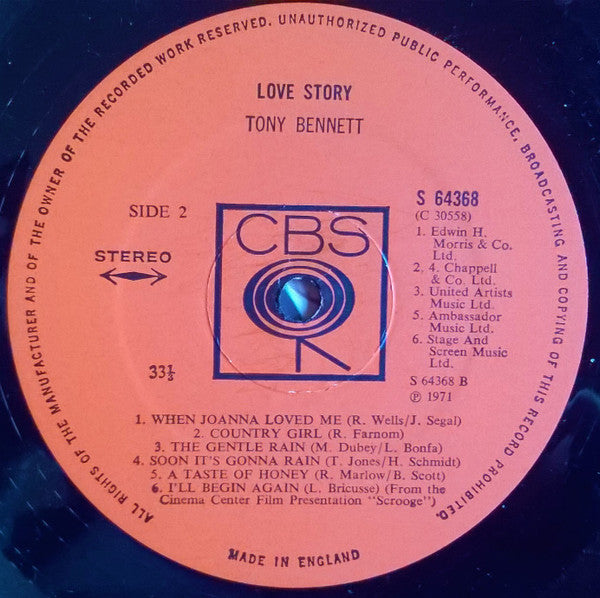 ALL RIGHTS OF THE MANUFACTURER AND OF THE OWNER OF THE RECORDED WORK RESERVED. UNAUTHORIZED PUBLIC PERFORMANCE, BROADCASTING AND COPYING OF THIS RECORD PROHIBITED.
LOVE STORY
TONY BENNETT
SIDE 2
STEREO
33⅓
CBS
S 64368
(C 30558)
1. Edwin H.
Morris & Co.
Ltd.
2, 4. Chappell
& Co. Ltd.
3. United Artists
Music Ltd.
5. Ambassador
Music Ltd.
6. Stage And
Screen Music
Ltd.
S 64368 B
℗ 1971
1. WHEN JOANNA LOVED ME (R. Wells/J. Segal)
2. COUNTRY GIRL (R. Farnom)
3. THE GENTLE RAIN (M. Dubey/L. Bonfa)
4. SOON IT'S GONNA RAIN (T. Jones/H. Schmidt)
5. A TASTE OF HONEY (R. Marlow/B. Scott)
6. I'LL BEGIN AGAIN (L. Bricusse) (From the
Cinema Center Film Presentation "Scrooge")
MADE IN ENGLAND